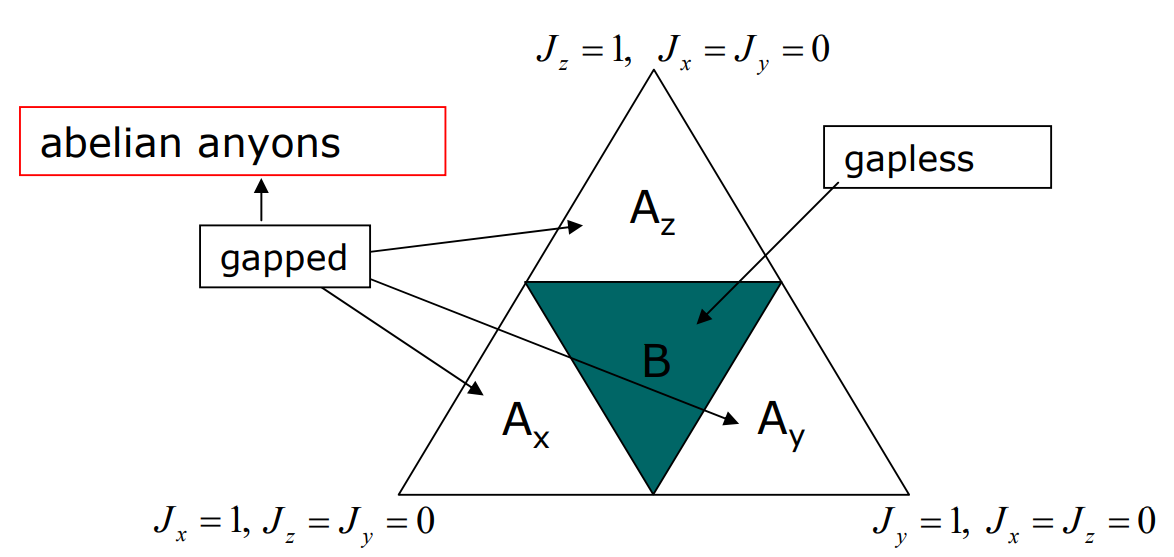 J_z = 1, J_x = J_y = 0
abelian anyons
gapless
A_z
gapped
B
A_x
A_y
J_x = 1, J_z = J_y = 0
J_y = 1, J_x = J_z = 0